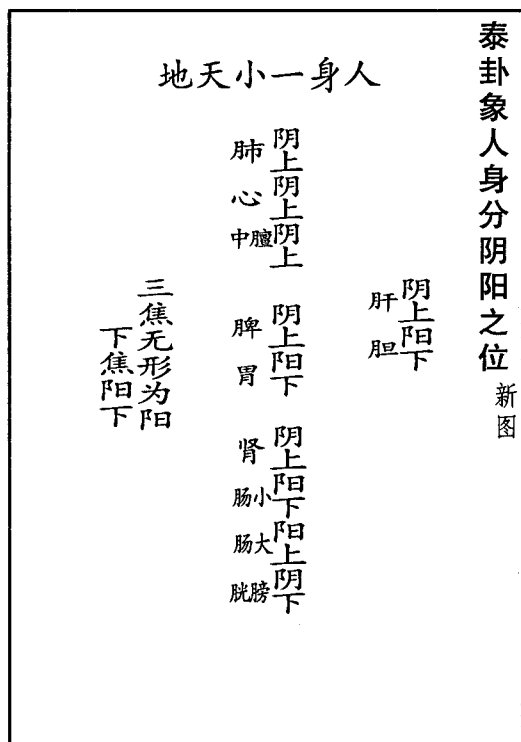 泰卦象人身分阴阳之位
新图
人身一小天地
阴上阳下
肝 胆
阴上阴上阴上
肺 心 膻中
阴上阳下
脾 胃
阴上阳下阳上阴下
肾 小肠 大肠 膀胱
三焦无形为阳
下焦阳下